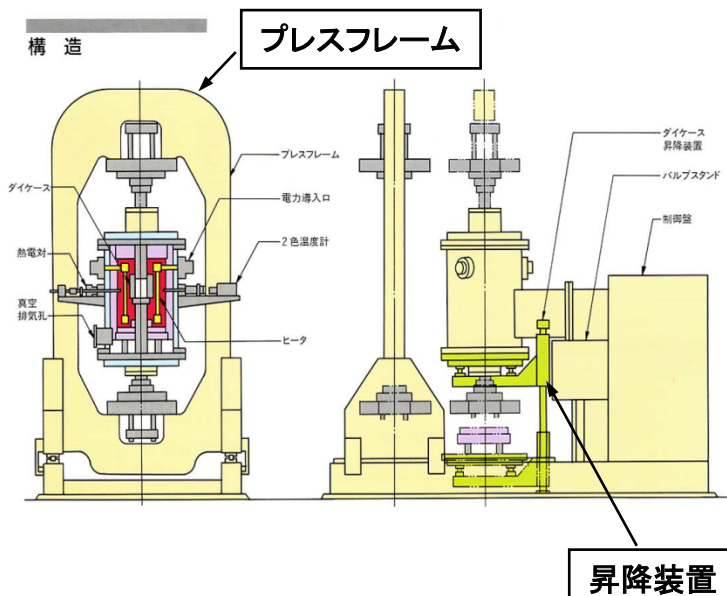 構 造
プレスフレーム
プレスフレーム
ダイケース
電力導入口
熱電対
2色温度計
真空
排気孔
ヒータ
ダイケース
昇降装置
バルブスタンド
制御盤
昇降装置